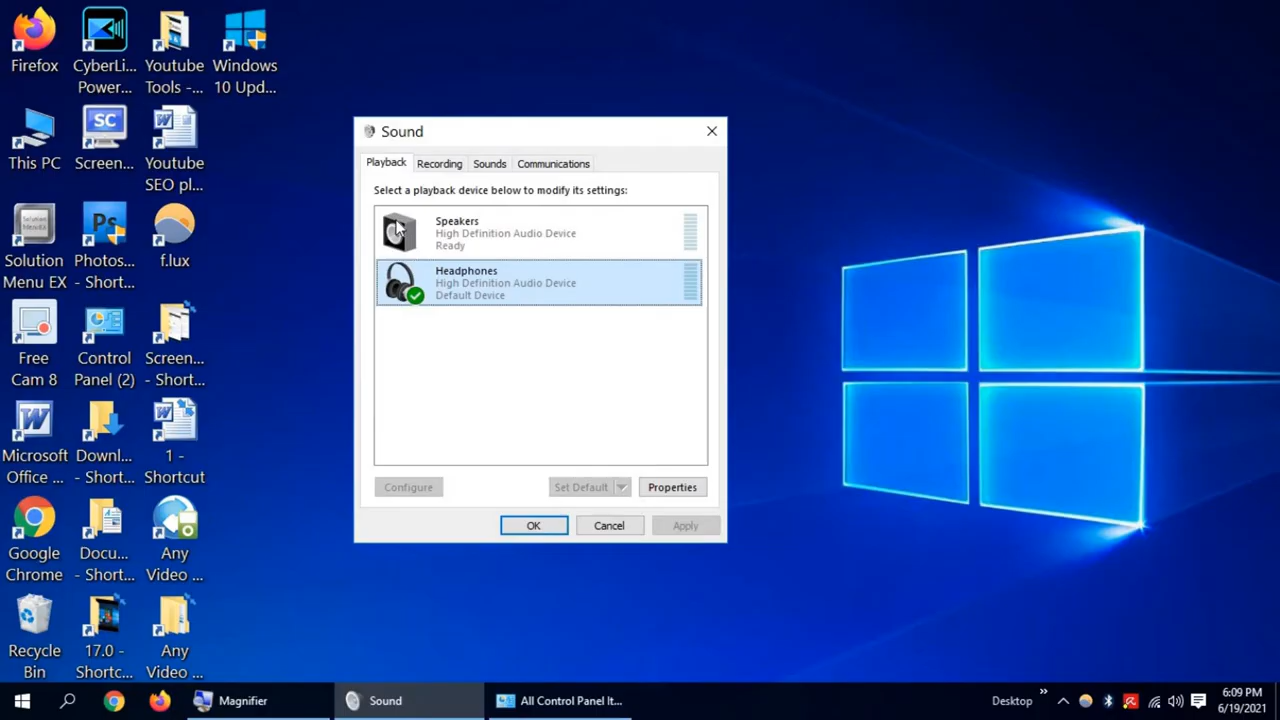 Firefox
CyberLi...
Power...
Youtube
Tools -...
Windows
10 Upd...
This PC
SC
Screen...
Youtube
SEO pl...
Solution
Menu EX
Ps
Photos...
- Short...
f.lux
Free
Cam 8
Control
Panel (2)
Screen...
- Short...
Microsoft
Office ...
Downl...
- Short...
1 -
Shortcut
Google
Chrome
Docu...
- Short...
Any
Video ...
Recycle
Bin
17.0 -
Shortc...
Any
Video ...
Sound
Playback
Recording
Sounds
Communications
Select a playback device below to modify its settings:
Speakers
High Definition Audio Device
Ready
Headphones
High Definition Audio Device
Default Device
Configure
Set Default
Properties
OK
Cancel
Apply
Magnifier
Sound
All Control Panel It...
Desktop
6:09 PM
6/19/2021